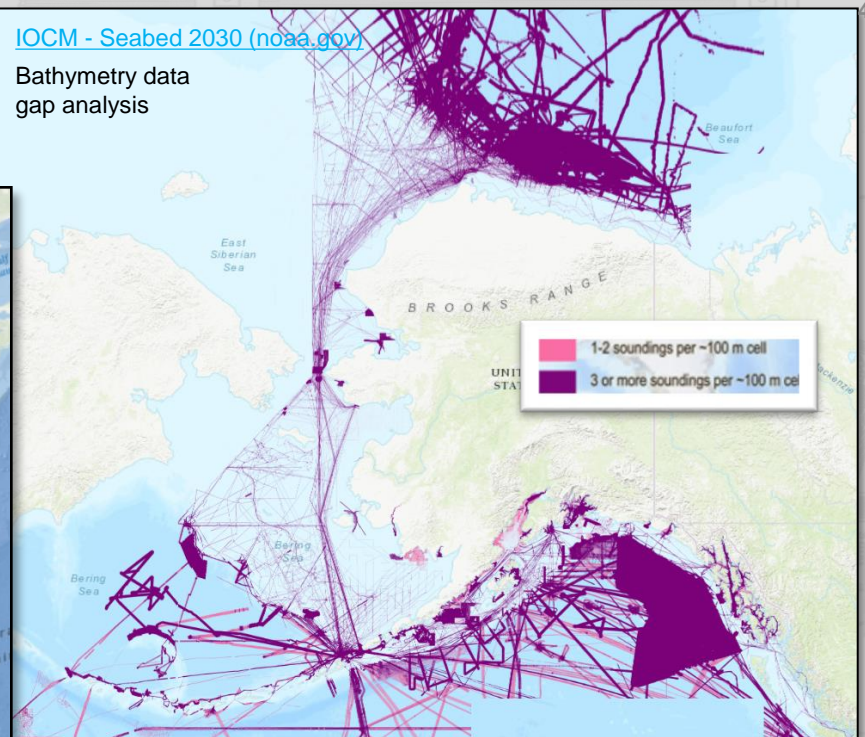 IOCM - Seabed 2030 (noaa.gov)
Bathymetry data
gap analysis
Beaufort
Sea
East
Siberian
Sea
BROOKS RANGE
1-2 soundings per ~100 m cell
UNIT
STAT
3 or more soundings per ~100 m cel
Mackenzie
Bering
Sea
Bering
Sea